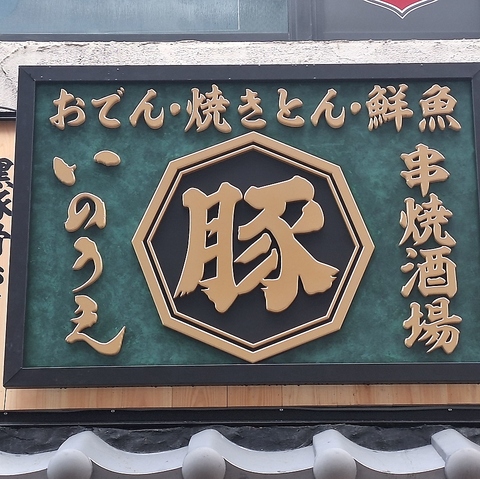 おでん・焼きとん・鮮魚
串焼酒場
豚
いのうえ